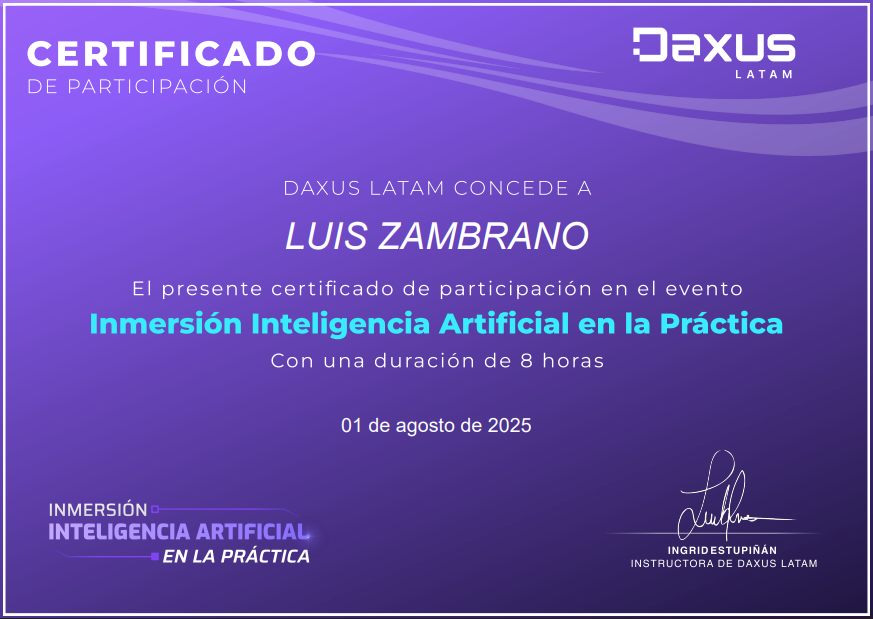 CERTIFICADO
DE PARTICIPACIÓN
Daxus
LATAM
DAXUS LATAM CONCEDE A
LUIS ZAMBRANO
El presente certificado de participación en el evento
Inmersión Inteligencia Artificial en la Práctica
Con una duración de 8 horas
01 de agosto de 2025
INMERSIÓN
INTELIGENCIA ARTIFICIAL
EN LA PRÁCTICA
INGRID ESTUPIÑÁN
INSTRUCTORA DE DAXUS LATAM